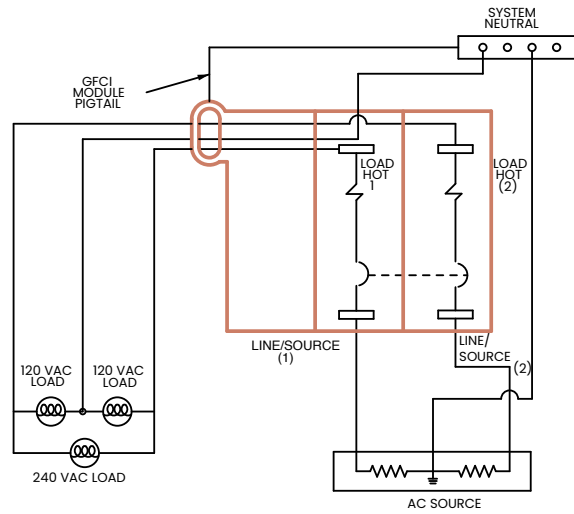 SYSTEM
NEUTRAL
GFCI
MODULE
PIGTAIL
LOAD
HOT
1
LOAD
HOT
(2)
LINE/SOURCE
(1)
LINE/
SOURCE
(2)
120 VAC
LOAD
120 VAC
LOAD
240 VAC LOAD
AC SOURCE